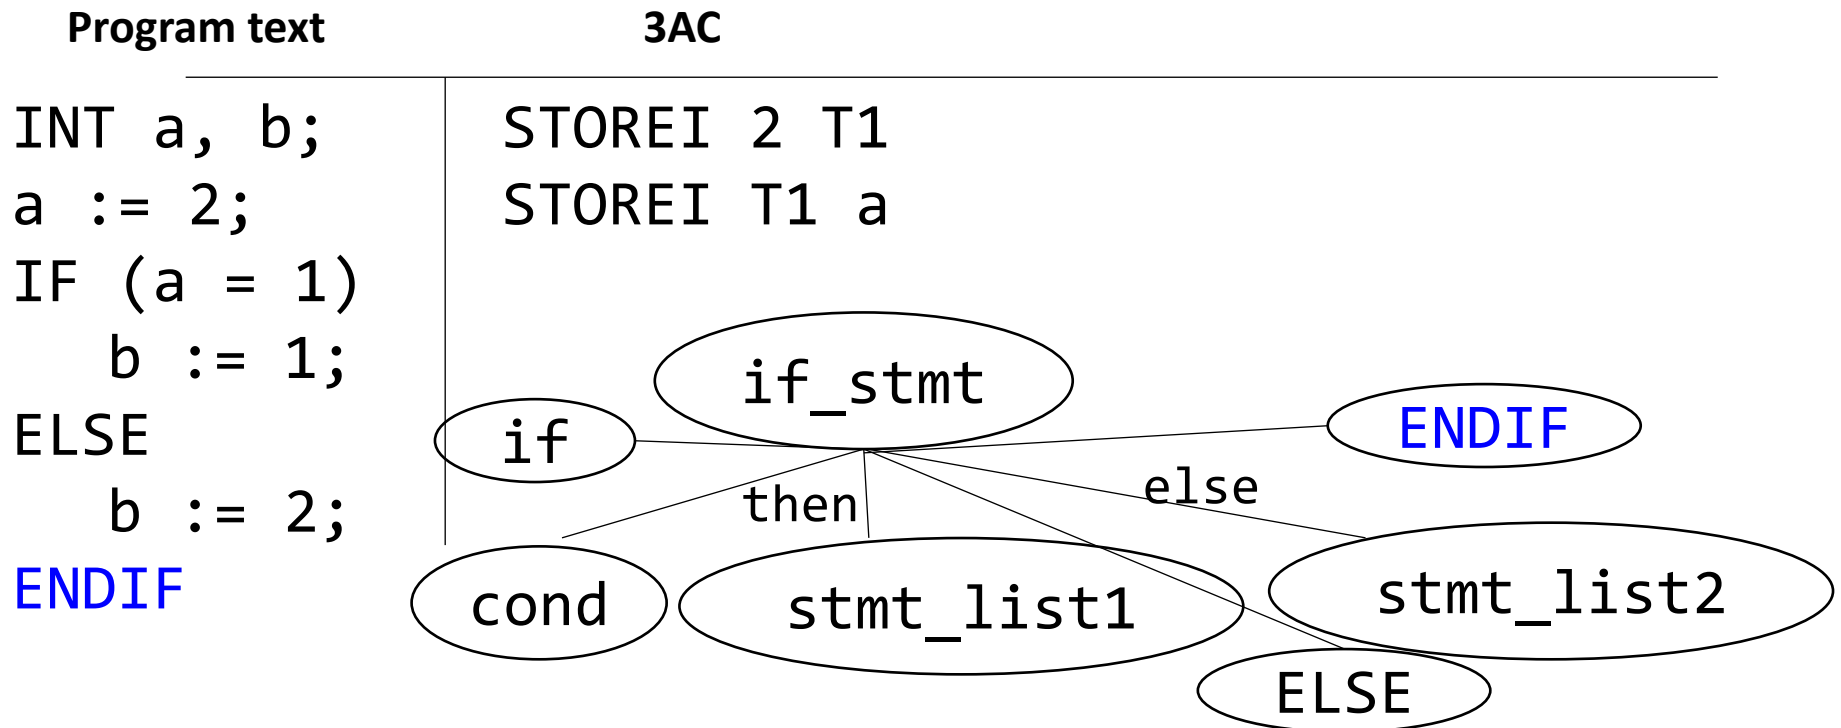 Program text 3AC
INT a, b; STOREI 2 T1
a := 2; STOREI T1 a
IF (a = 1)
b := 1;
ELSE
b := 2;
ENDIF
if_stmt
if
ENDIF
then
else
cond
stmt_list1
stmt_list2
ELSE